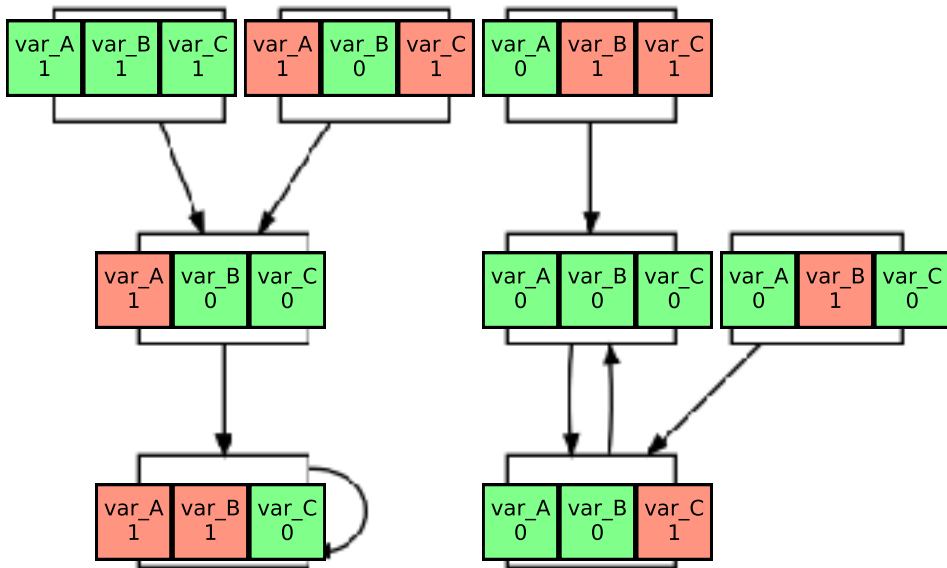 var_A var_B var_C var_A var_B var_C var_A var_B var_C
1 1 1 1 0 1 0 1 1
var_A var_B var_C var_A var_B var_C var_A var_B var_C
1 0 0 0 0 0 0 1 0
var_A var_B var_C var_A var_B var_C
1 1 0 0 0 1